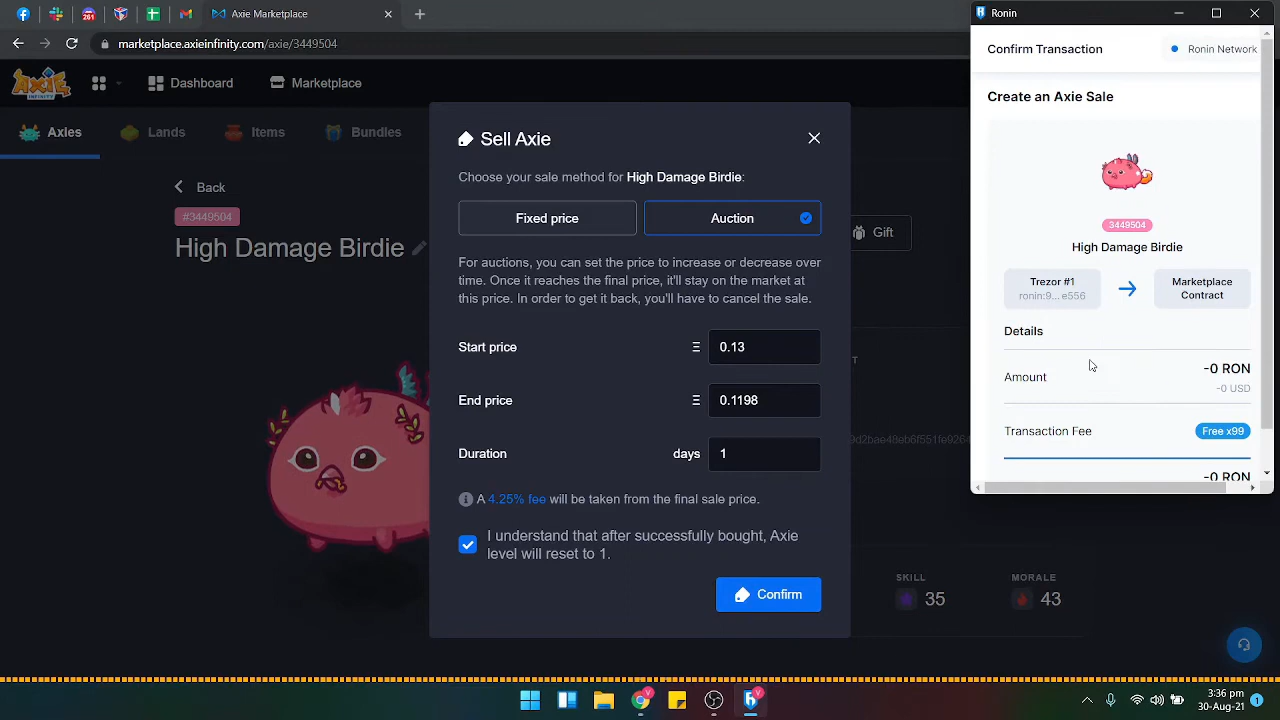 Axie Marketplace
marketplace.axieinfinity.com/axie/3449504
AXIE
INFINITY
Dashboard
Marketplace
Axies
Lands
Items
Bundles
Back
#3449504
High Damage Birdie
Gift
Sell Axie
Choose your sale method for High Damage Birdie:
Fixed price
Auction
For auctions, you can set the price to increase or decrease over
time. Once it reaches the final price, it'll stay on the market at
this price. In order to get it back, you'll have to cancel the sale.
Start price
Ξ
0.13
End price
Ξ
0.1198
Duration
days
1
A 4.25% fee will be taken from the final sale price.
I understand that after successfully bought, Axie
level will reset to 1.
Confirm
SKILL
35
MORALE
43
Ronin
Confirm Transaction
Ronin Network
Create an Axie Sale
3449504
High Damage Birdie
Trezor #1
ronin:9... e556
Marketplace
Contract
Details
Amount
-0 RON
-0 USD
Transaction Fee
Free x99
-0 RON
3:36 pm
30-Aug-21
1